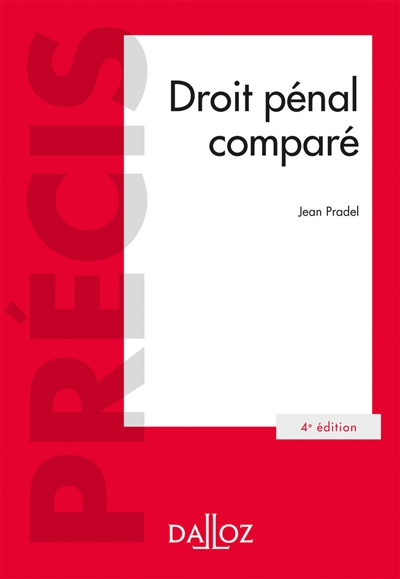 PRÉCIS
Droit pénal
comparé
Jean Pradel
4e édition
DALLOZ